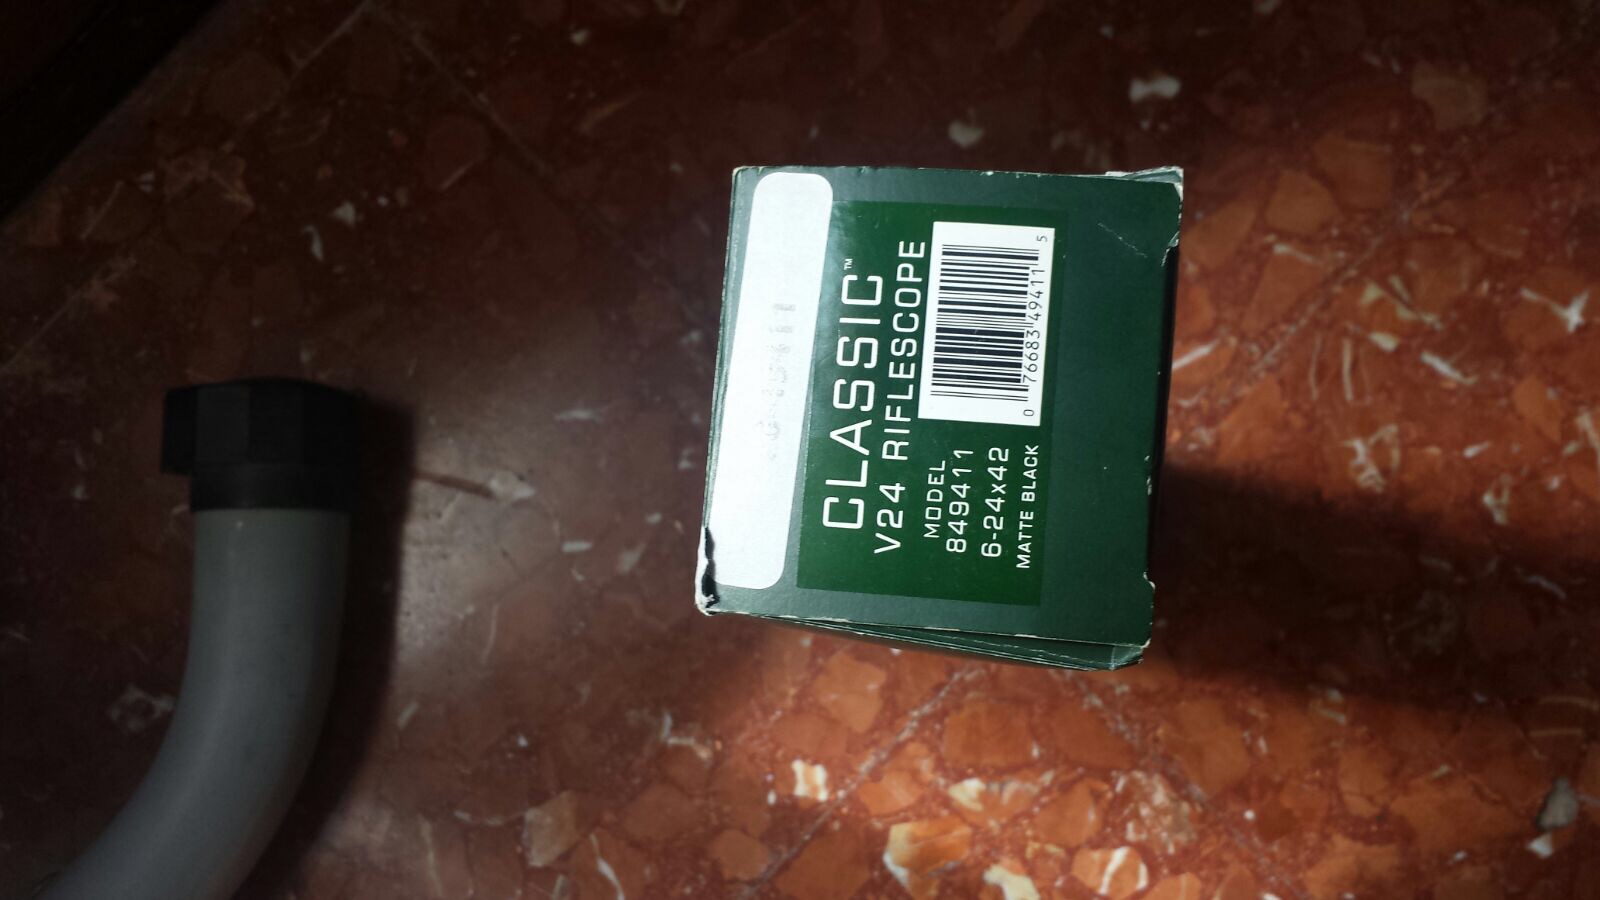 CLASSIC™
V24 RIFLESCOPE
MODEL
849411
6-24x42
MATTE BLACK
0 76683 49411 5